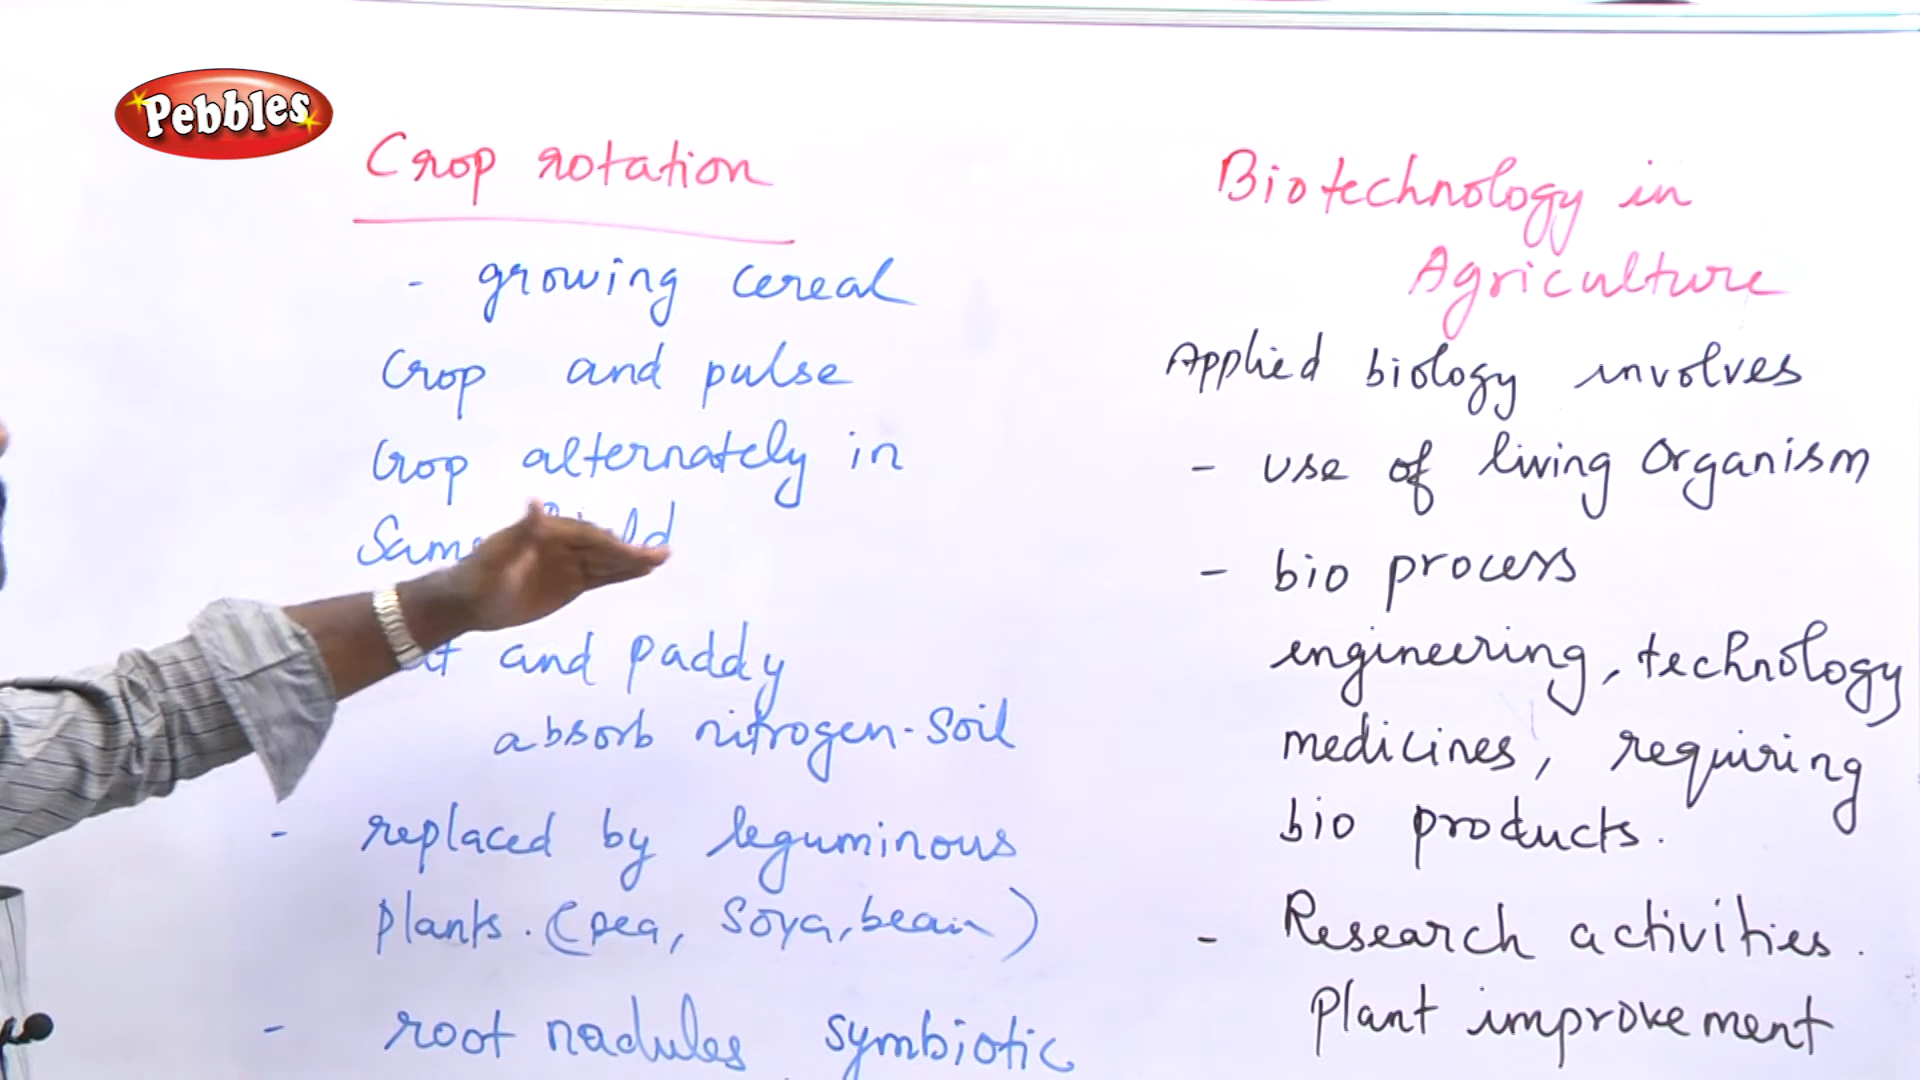 Pebbles
Crop rotation
- growing cereal
Crop and pulse
Crop alternately in
Same
and paddy
absorb nitrogen-Soil
- replaced by leguminous
plants. (pea, Soya, bean)
- root nodules symbiotic
Biotechnology in
Agriculture
Applied biology involves
- use of living Organism
- bio process
engineering, technology
medicines, requiring
bio products.
- Research activities.
Plant improvement